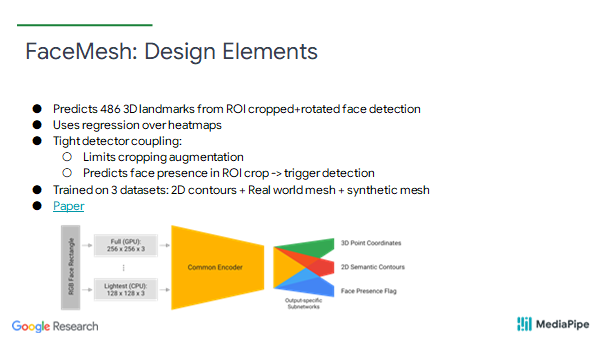 FaceMesh: Design Elements
● Predicts 486 3D landmarks from ROI cropped+rotated face detection
● Uses regression over heatmaps
● Tight detector coupling:
○ Limits cropping augmentation
○ Predicts face presence in ROI crop -> trigger detection
● Trained on 3 datasets: 2D contours + Real world mesh + synthetic mesh
● Paper
RGB Face Rectangle
Full (GPU):
256 x 256 x 3
⋮
Lightest (CPU):
128 x 128 x 3
Common Encoder
Output-specific
Subnetworks
3D Point Coordinates
2D Semantic Contours
Face Presence Flag
Google Research
MediaPipe